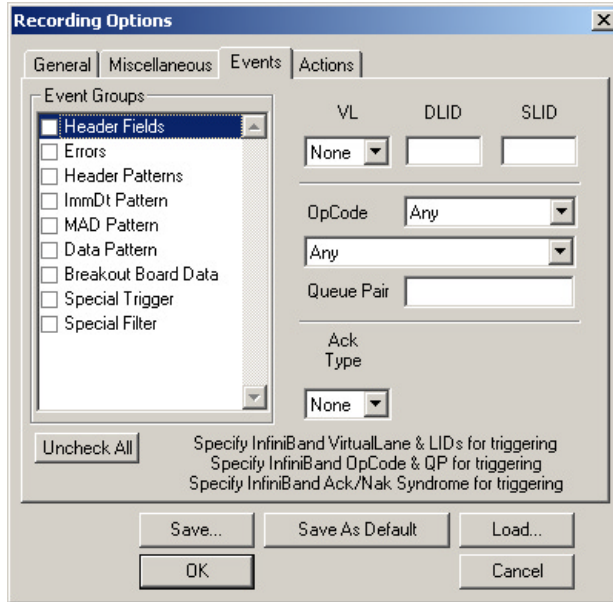 Recording Options
General Miscellaneous Events Actions
Event Groups
Header Fields
Errors
Header Patterns
ImmDt Pattern
MAD Pattern
Data Pattern
Breakout Board Data
Special Trigger
Special Filter
Uncheck All
VL DLID SLID
None
OpCode Any
Any
Queue Pair
Ack
Type
None
Specify InfiniBand VirtualLane & LIDs for triggering
Specify InfiniBand OpCode & QP for triggering
Specify InfiniBand Ack/Nak Syndrome for triggering
Save... Save As Default Load...
OK Cancel